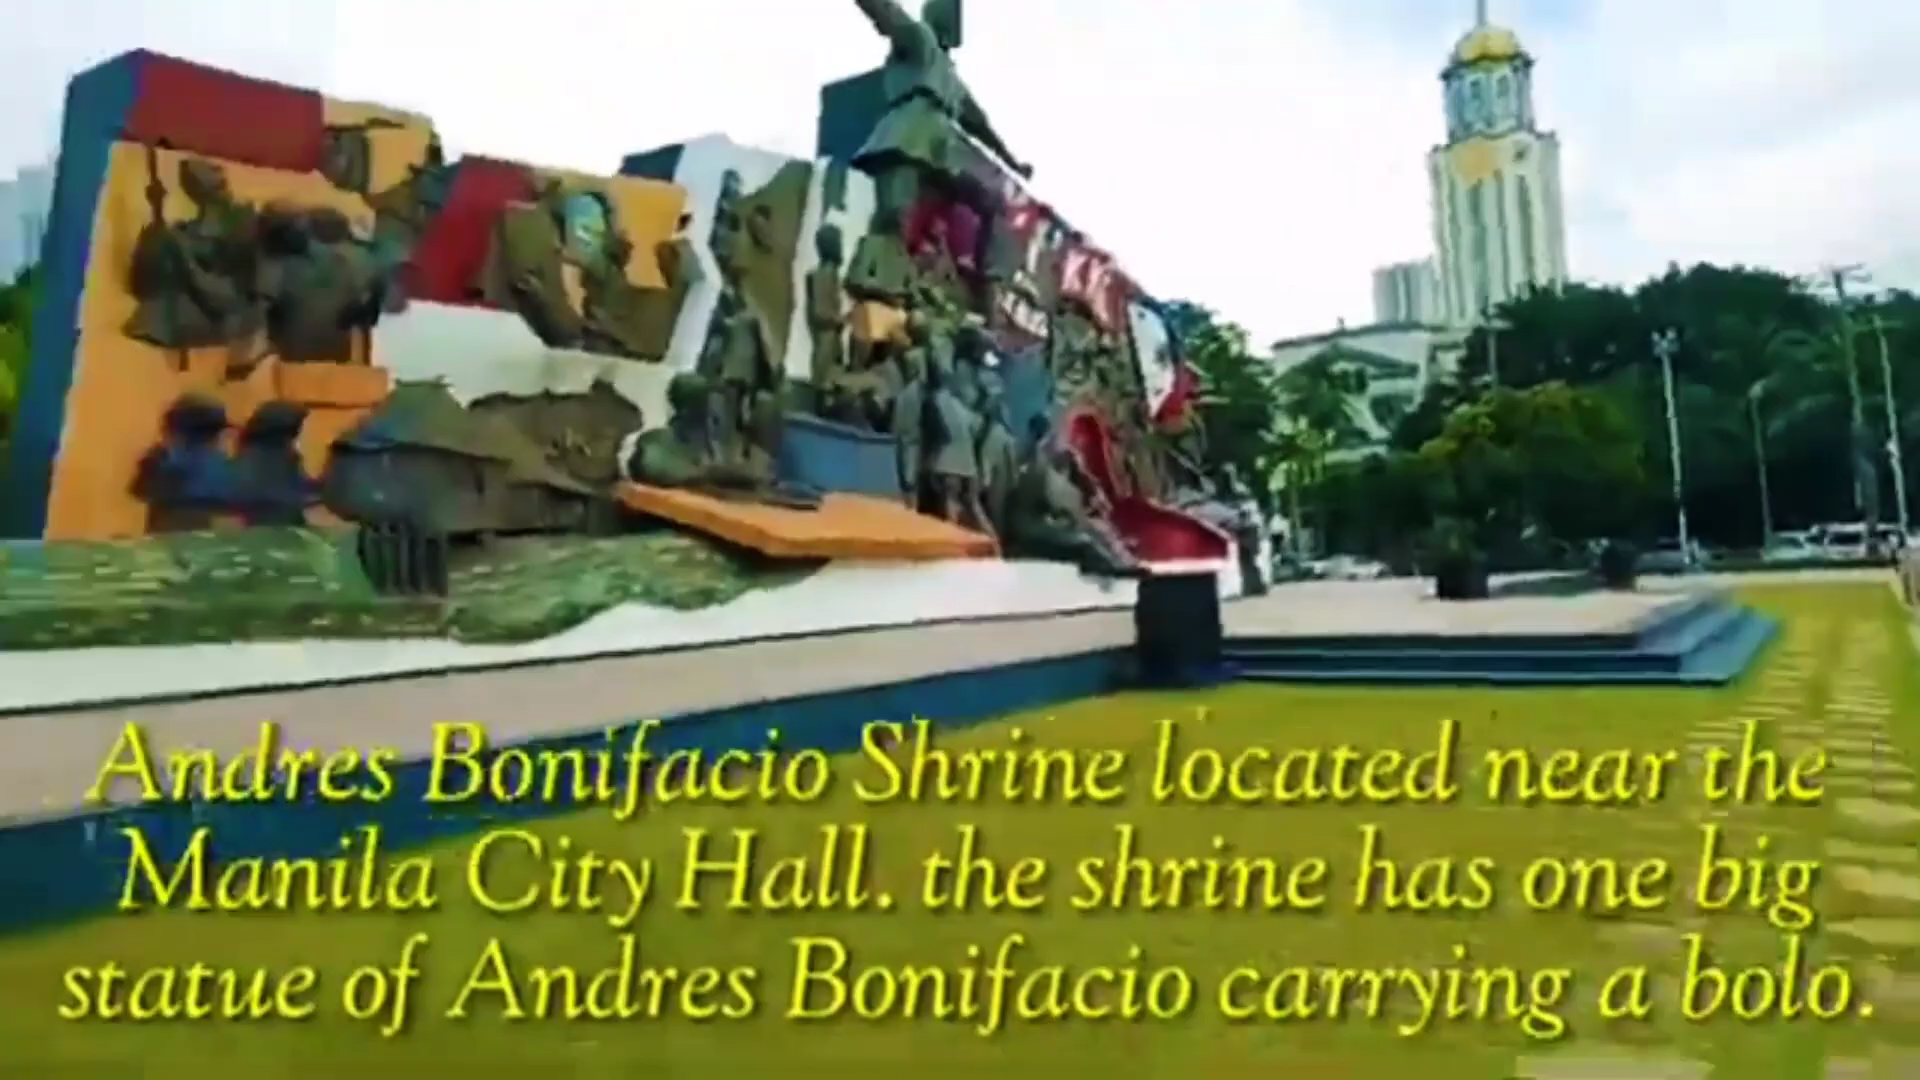 Andres Bonifacio Shrine located near the
Manila City Hall. the shrine has one big
statue of Andres Bonifacio carrying a bolo.